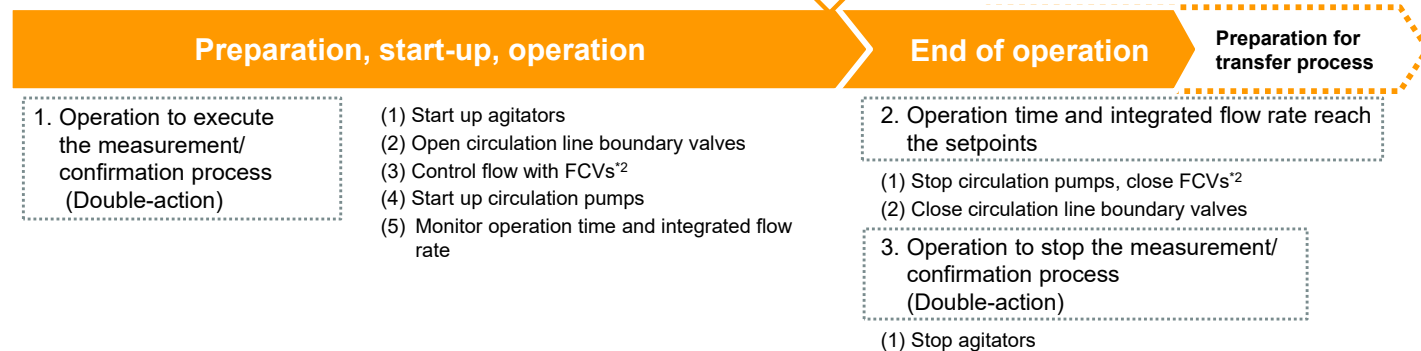 Preparation, start-up, operation
End of operation
Preparation for
transfer process
1. Operation to execute
the measurement/
confirmation process
(Double-action)
(1) Start up agitators
(2) Open circulation line boundary valves
(3) Control flow with FCVs*2
(4) Start up circulation pumps
(5) Monitor operation time and integrated flow
rate
2. Operation time and integrated flow rate reach
the setpoints
(1) Stop circulation pumps, close FCVs*2
(2) Close circulation line boundary valves
3. Operation to stop the measurement/
confirmation process
(Double-action)
(1) Stop agitators